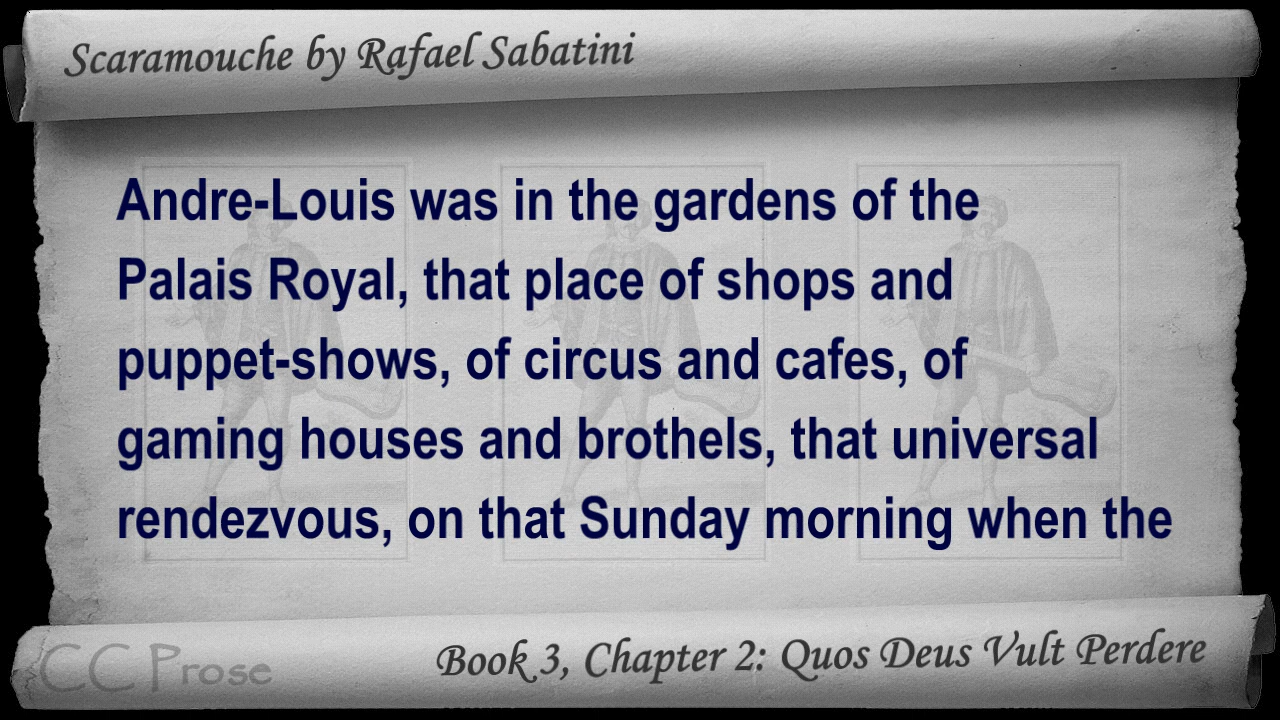 Scaramouche by Rafael Sabatini
Andre-Louis was in the gardens of the
Palais Royal, that place of shops and
puppet-shows, of circus and cafes, of
gaming houses and brothels, that universal
rendezvous, on that Sunday morning when the
CC Prose
Book 3, Chapter 2: Quos Deus Vult Perdere